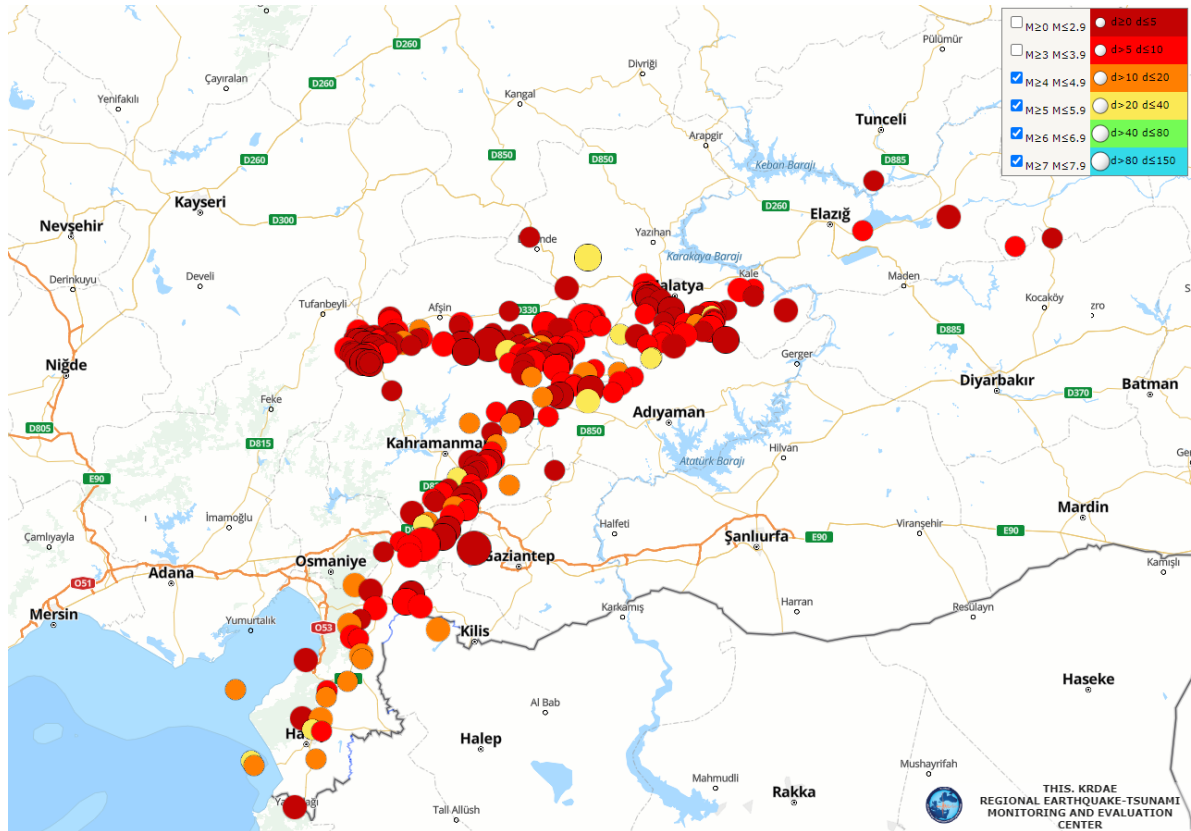 M≥0 M≤2.9
d≥0 d≤5
M≥3 M≤3.9
d>5 d≤10
M≥4 M≤4.9
d>10 d≤20
M≥5 M≤5.9
d>20 d≤40
M≥6 M≤6.9
d>40 d≤80
M≥7 M≤7.9
d>80 d≤150
D260
Pülümür
Divriği
Çayıralan
D260
Yenifakılı
Kangal
Tunceli
Arapgir
D260
D850
D850
D885
Keban Barajı
Kayseri
D300
D260
Elazığ
Nevşehir
Yazıhan
Karakaya Barajı
Derinkuyu
Develi
Kale
Maden
Tufanbeyli
Afşin
D330
Kocaköy
D885
Gerger
Niğde
Diyarbakır
Batman
D370
Feke
Adıyaman
D805
D815
D850
Hilvan
Atatürk Barajı
E90
Mardin
İmamoğlu
Halfeti
Viranşehir
E90
Çamlıyayla
Şanlıurfa
E90
Osmaniye
Gaziantep
Adana
Kamışlı
O51
Mersin
Yumurtalık
O53
Karkamış
Harran
Resülayn
Kilis
Haseke
Al Bab
Halep
Mushayrifah
Mahmudli
Rakka
Tall Allüsh
THIS. KRDAE
REGIONAL EARTHQUAKE-TSUNAMI
MONITORING AND EVALUATION
CENTER